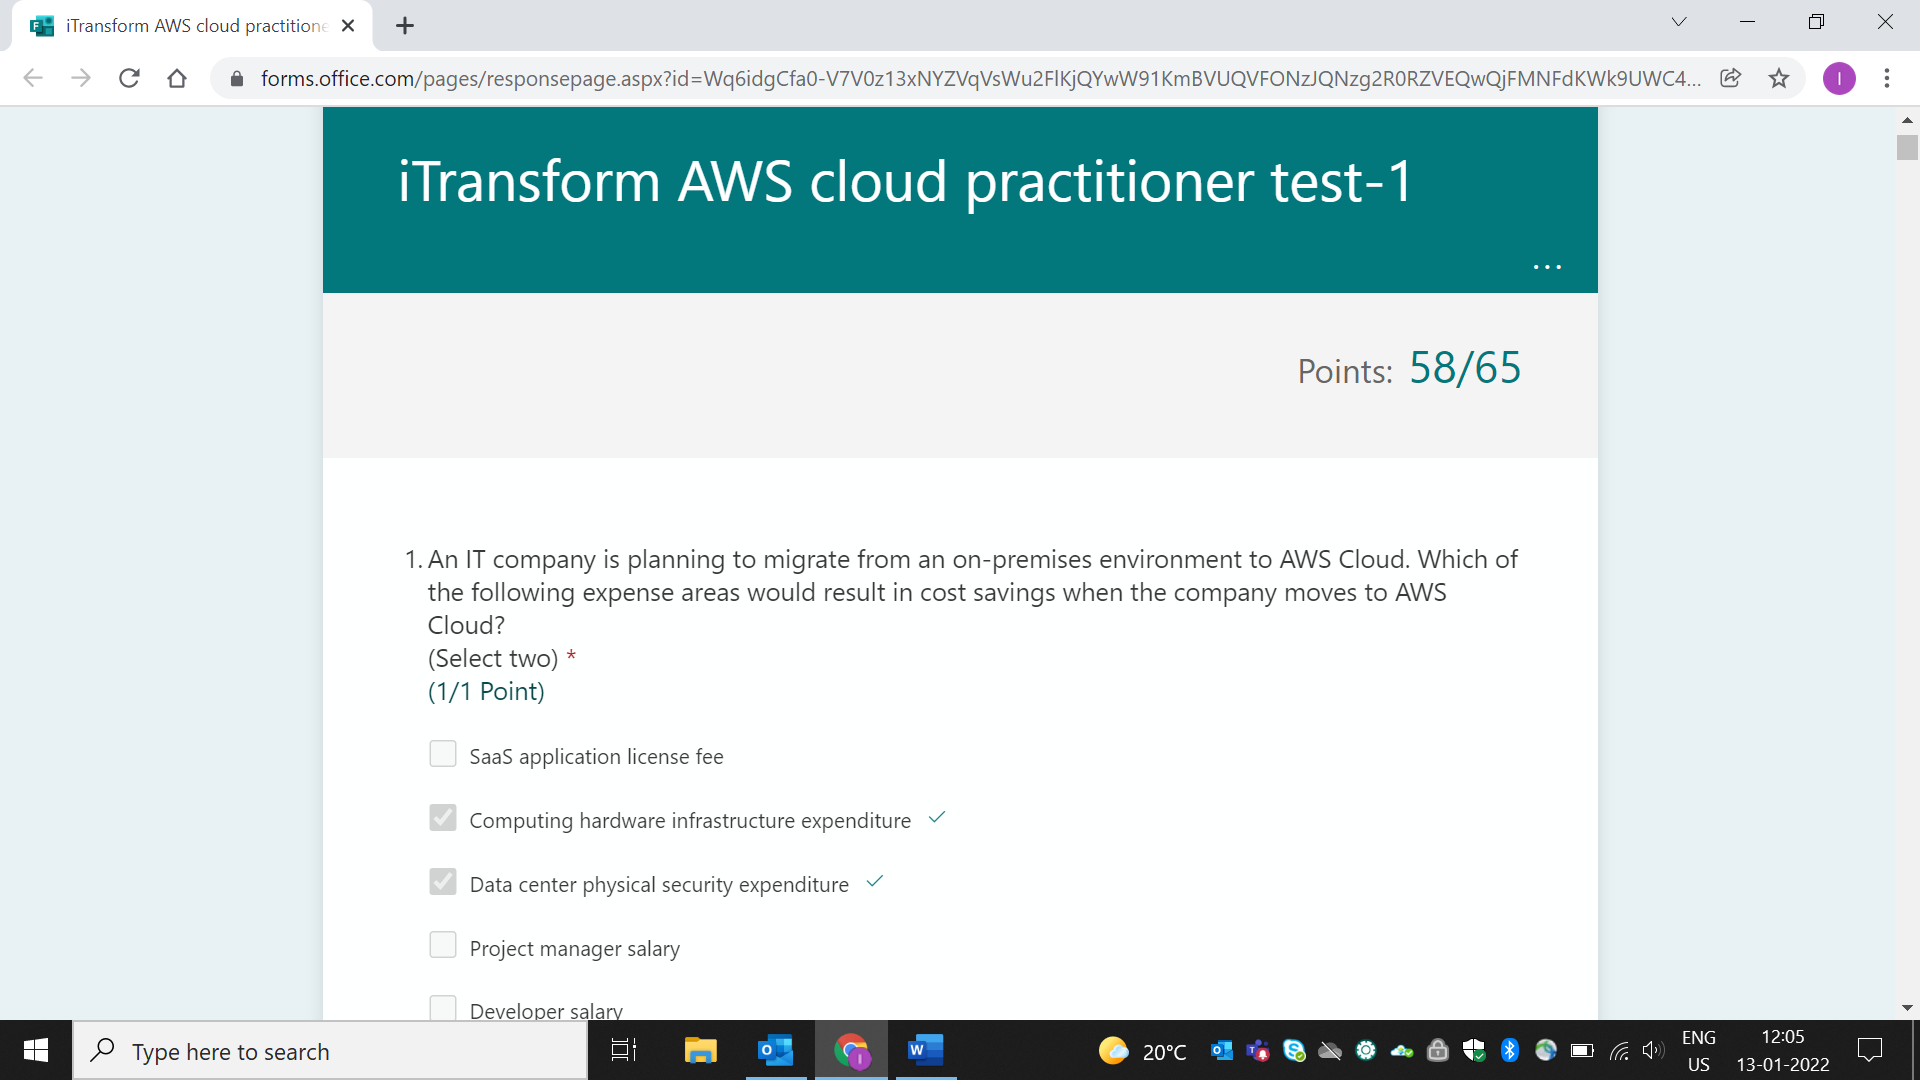 iTransform AWS cloud practitione
forms.office.com/pages/responsepage.aspx?id=Wq6idgCfa0-V7V0z13xNYZVqVsWu2FlKjQYwW91KmBVUQVFONzJQNzg2R0RZVEQwQjFMNFdKWk9UWC4...
I
iTransform AWS cloud practitioner test-1
...
Points: 58/65
1. An IT company is planning to migrate from an on-premises environment to AWS Cloud. Which of
the following expense areas would result in cost savings when the company moves to AWS
Cloud?
(Select two) *
(1/1 Point)
SaaS application license fee
Computing hardware infrastructure expenditure
Data center physical security expenditure
Project manager salary
Developer salary
Type here to search
20°C
ENG
US
12:05
13-01-2022